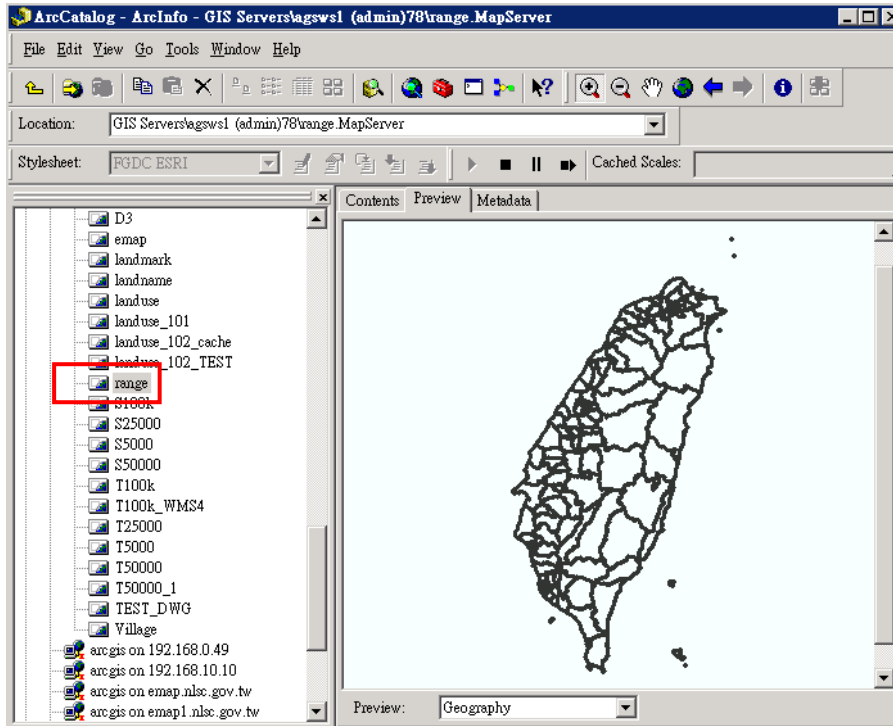 ArcCatalog - ArcInfo - GIS Servers\agsws1 (admin)78\range.MapServer
File Edit View Go Tools Window Help
Location: GIS Servers\agsws1 (admin)78\range.MapServer
Stylesheet: FGDC ESRI Cached Scales:
Contents Preview Metadata
D3
emap
landmark
landname
landuse
landuse_101
landuse_102_cache
landuse_102_TEST
range
S100k
S25000
S5000
S50000
T100k
T100k_WMS4
T25000
T5000
T50000
T50000_1
TEST_DWG
Village
arcgis on 192.168.0.49
arcgis on 192.168.10.10
arcgis on emap.nlsc.gov.tw
arcgis on emap1.nlsc.gov.tw
Preview: Geography